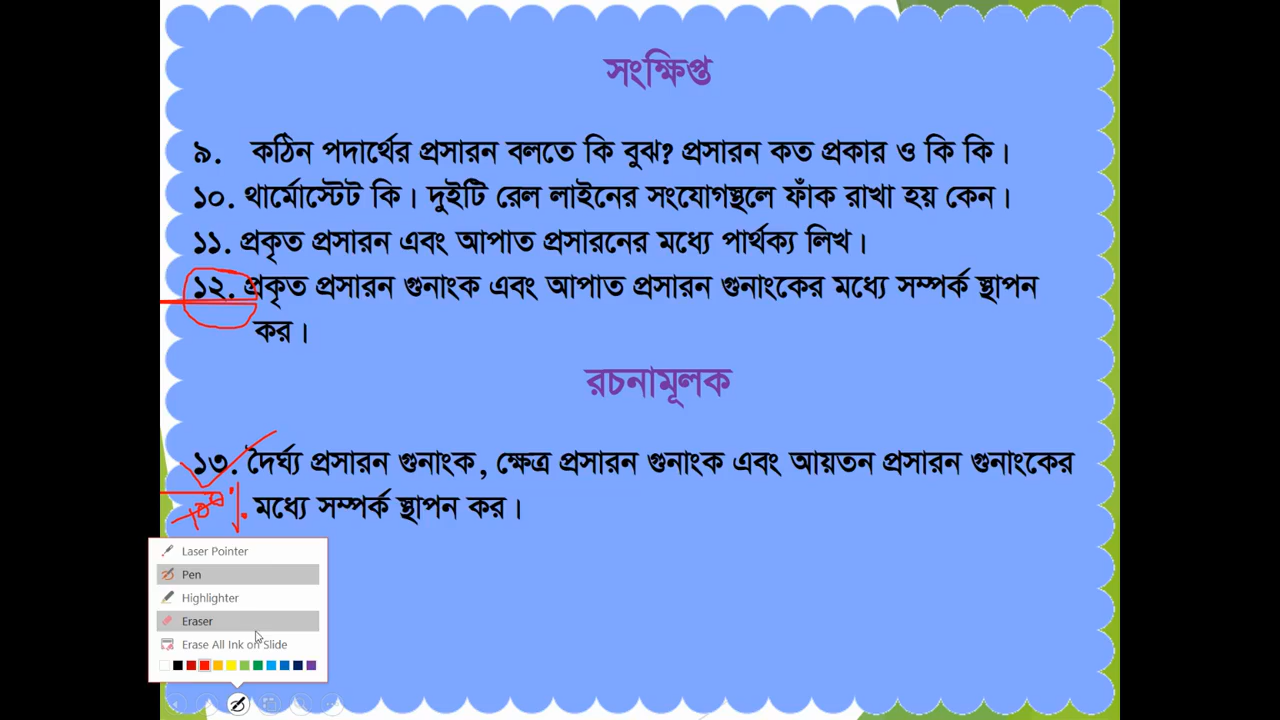 সংক্ষিপ্ত
৯. কঠিন পদার্থের প্রসারন বলতে কি বুঝ? প্রসারন কত প্রকার ও কি কি।
১০. থার্মোস্টেট কি। দুইটি রেল লাইনের সংযোগস্থলে ফাঁক রাখা হয় কেন।
১১. প্রকৃত প্রসারন এবং আপাত প্রসারনের মধ্যে পার্থক্য লিখ।
১২. প্রকৃত প্রসারন গুনাংক এবং আপাত প্রসারন গুনাংকের মধ্যে সম্পর্ক স্থাপন
কর।
রচনামূলক
১৩. দৈর্ঘ্য প্রসারন গুনাংক, ক্ষেত্র প্রসারন গুনাংক এবং আয়তন প্রসারন গুনাংকের
মধ্যে সম্পর্ক স্থাপন কর।
Laser Pointer
Pen
Highlighter
Eraser
Erase All Ink on Slide